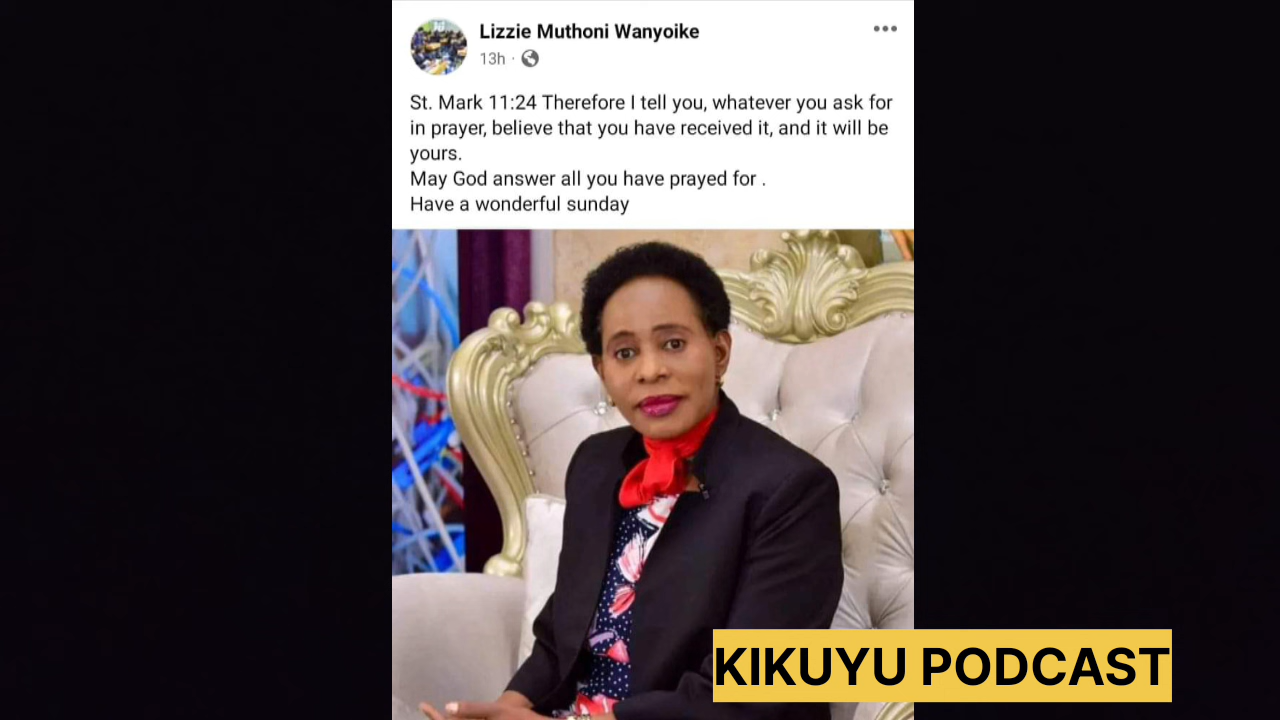 Lizzie Muthoni Wanyoike
13h ·
St. Mark 11:24 Therefore I tell you, whatever you ask for
in prayer, believe that you have received it, and it will be
yours.
May God answer all you have prayed for .
Have a wonderful sunday
KIKUYU PODCAST